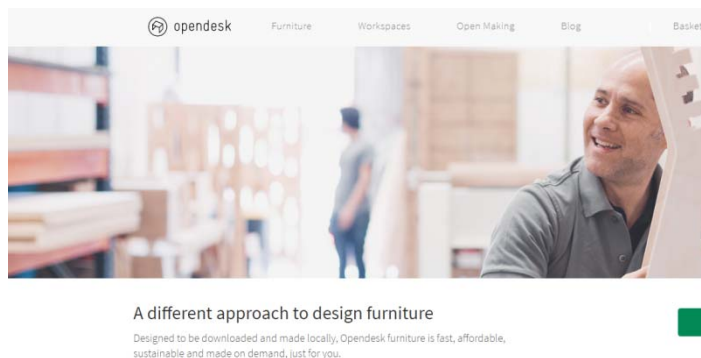 opendesk Furniture Workspaces Open Making Blog Basket
A different approach to design furniture
Designed to be downloaded and made locally, Opendesk furniture is fast, affordable,
sustainable and made on demand, just for you.